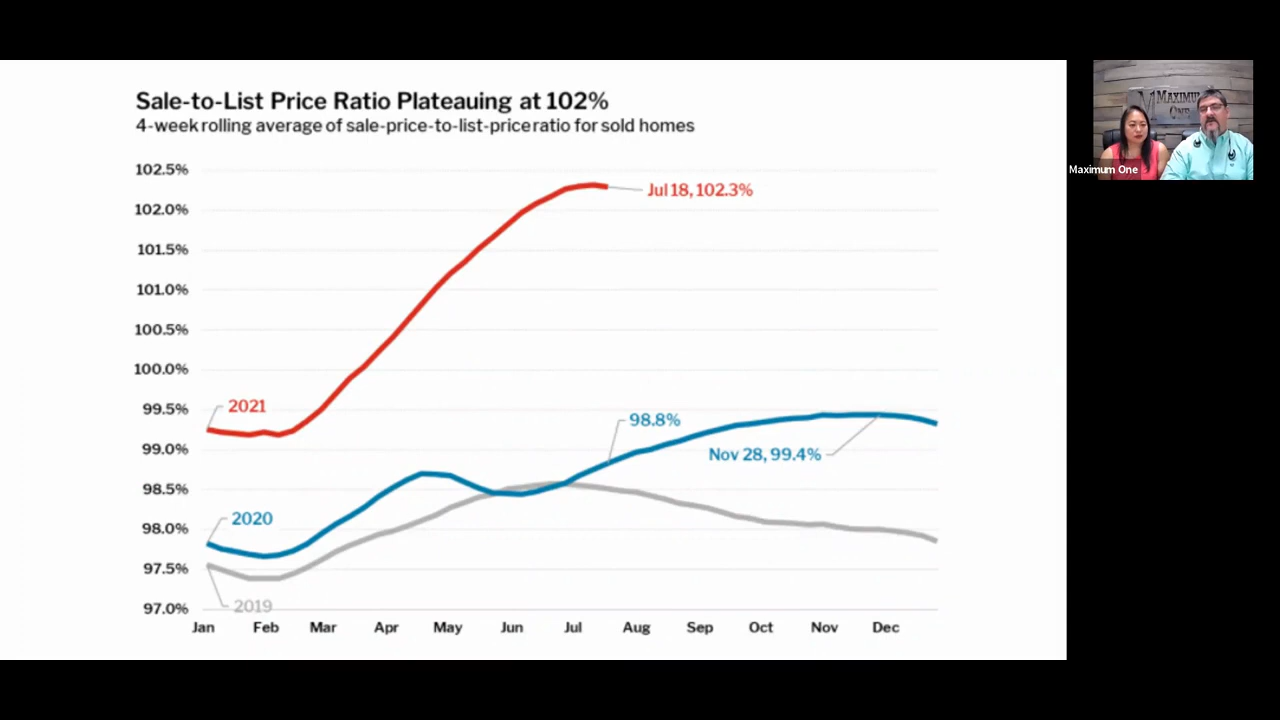 Sale-to-List Price Ratio Plateauing at 102%
4-week rolling average of sale-price-to-list-price ratio for sold homes
102.5%
102.0%
101.5%
101.0%
100.5%
100.0%
99.5%
99.0%
98.5%
98.0%
97.5%
97.0%
Jul 18, 102.3%
2021
98.8%
Nov 28, 99.4%
2020
2019
Jan Feb Mar Apr May Jun Jul Aug Sep Oct Nov Dec
MAXIMUM
ONE
Maximum One